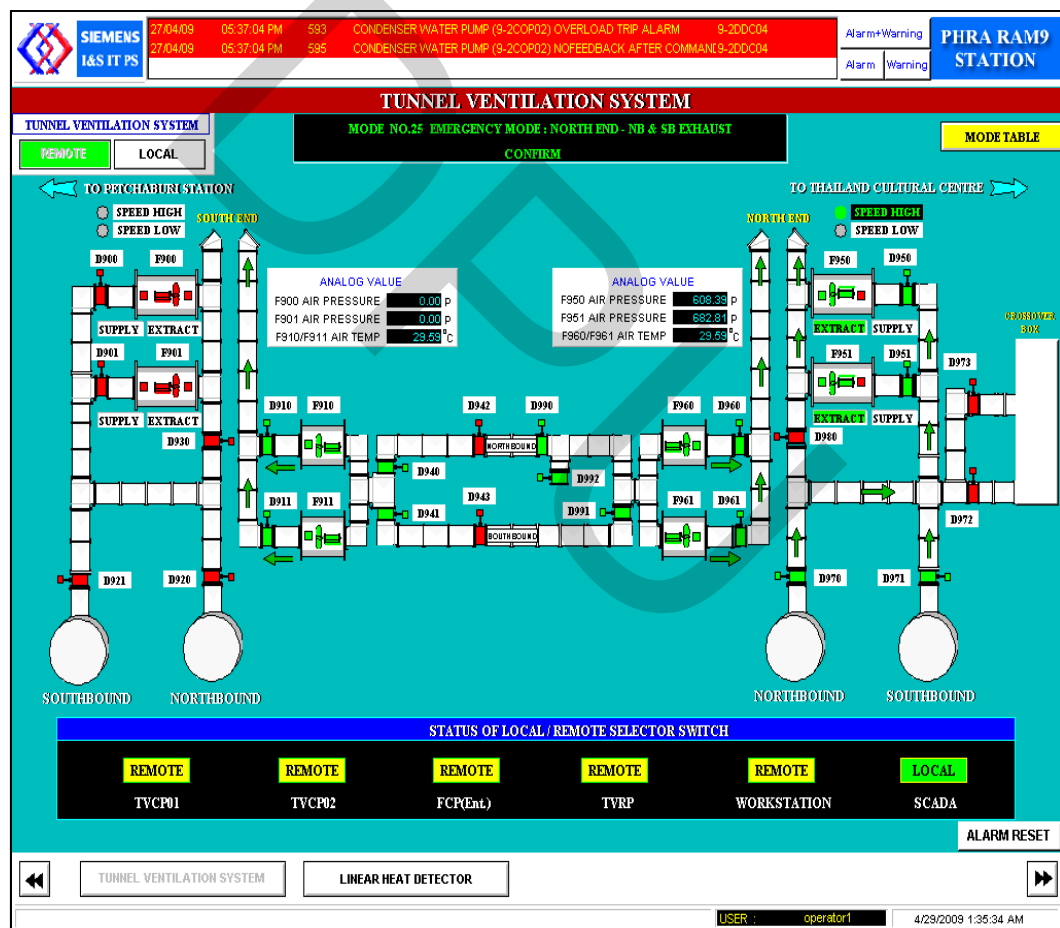 SIEMENS
I&S IT PS
27/04/09 05:37:04 PM 593 CONDENSER WATER PUMP (9-2COP02) OVERLOAD TRIP ALARM 9-2DDC04
27/04/09 05:37:04 PM 595 CONDENSER WATER PUMP (9-2COP02) NOFEEDBACK AFTER COMMAND 9-2DDC04
Alarm+Warning
Alarm Warning
PHRA RAM9
STATION
TUNNEL VENTILATION SYSTEM
TUNNEL VENTILATION SYSTEM
REMOTE LOCAL
MODE NO.25 EMERGENCY MODE : NORTH END - NB & SB EXHAUST
CONFIRM
MODE TABLE
TO PETCHABURI STATION
TO THAILAND CULTURAL CENTRE
SPEED HIGH
SPEED LOW
SOUTH END
NORTH END
SPEED HIGH
SPEED LOW
D900 F900
F950 D950
ANALOG VALUE
F900 AIR PRESSURE 0.00 p
F901 AIR PRESSURE 0.00 p
F910/F911 AIR TEMP 29.59 °C
ANALOG VALUE
F950 AIR PRESSURE 608.39 p
F951 AIR PRESSURE 682.81 p
F960/F961 AIR TEMP 29.59 °C
CROSSOVER
BOX
SUPPLY EXTRACT
EXTRACT SUPPLY
D901 F901
F951 D951
D973
SUPPLY EXTRACT
EXTRACT SUPPLY
D930
D910 F910
D942 D990
F960 D960
D980
NORTHBOUND
D940
D992
D911 F911
D943
D941
D991
F961 D961
D972
SOUTHBOUND
D921 D920
D970 D971
SOUTHBOUND NORTHBOUND
NORTHBOUND SOUTHBOUND
STATUS OF LOCAL / REMOTE SELECTOR SWITCH
REMOTE REMOTE REMOTE REMOTE REMOTE LOCAL
TVCP01 TVCP02 FCP(Ent.) TVRP WORKSTATION SCADA
ALARM RESET
TUNNEL VENTILATION SYSTEM
LINEAR HEAT DETECTOR
USER : operator1 4/29/2009 1:35:34 AM
DPU